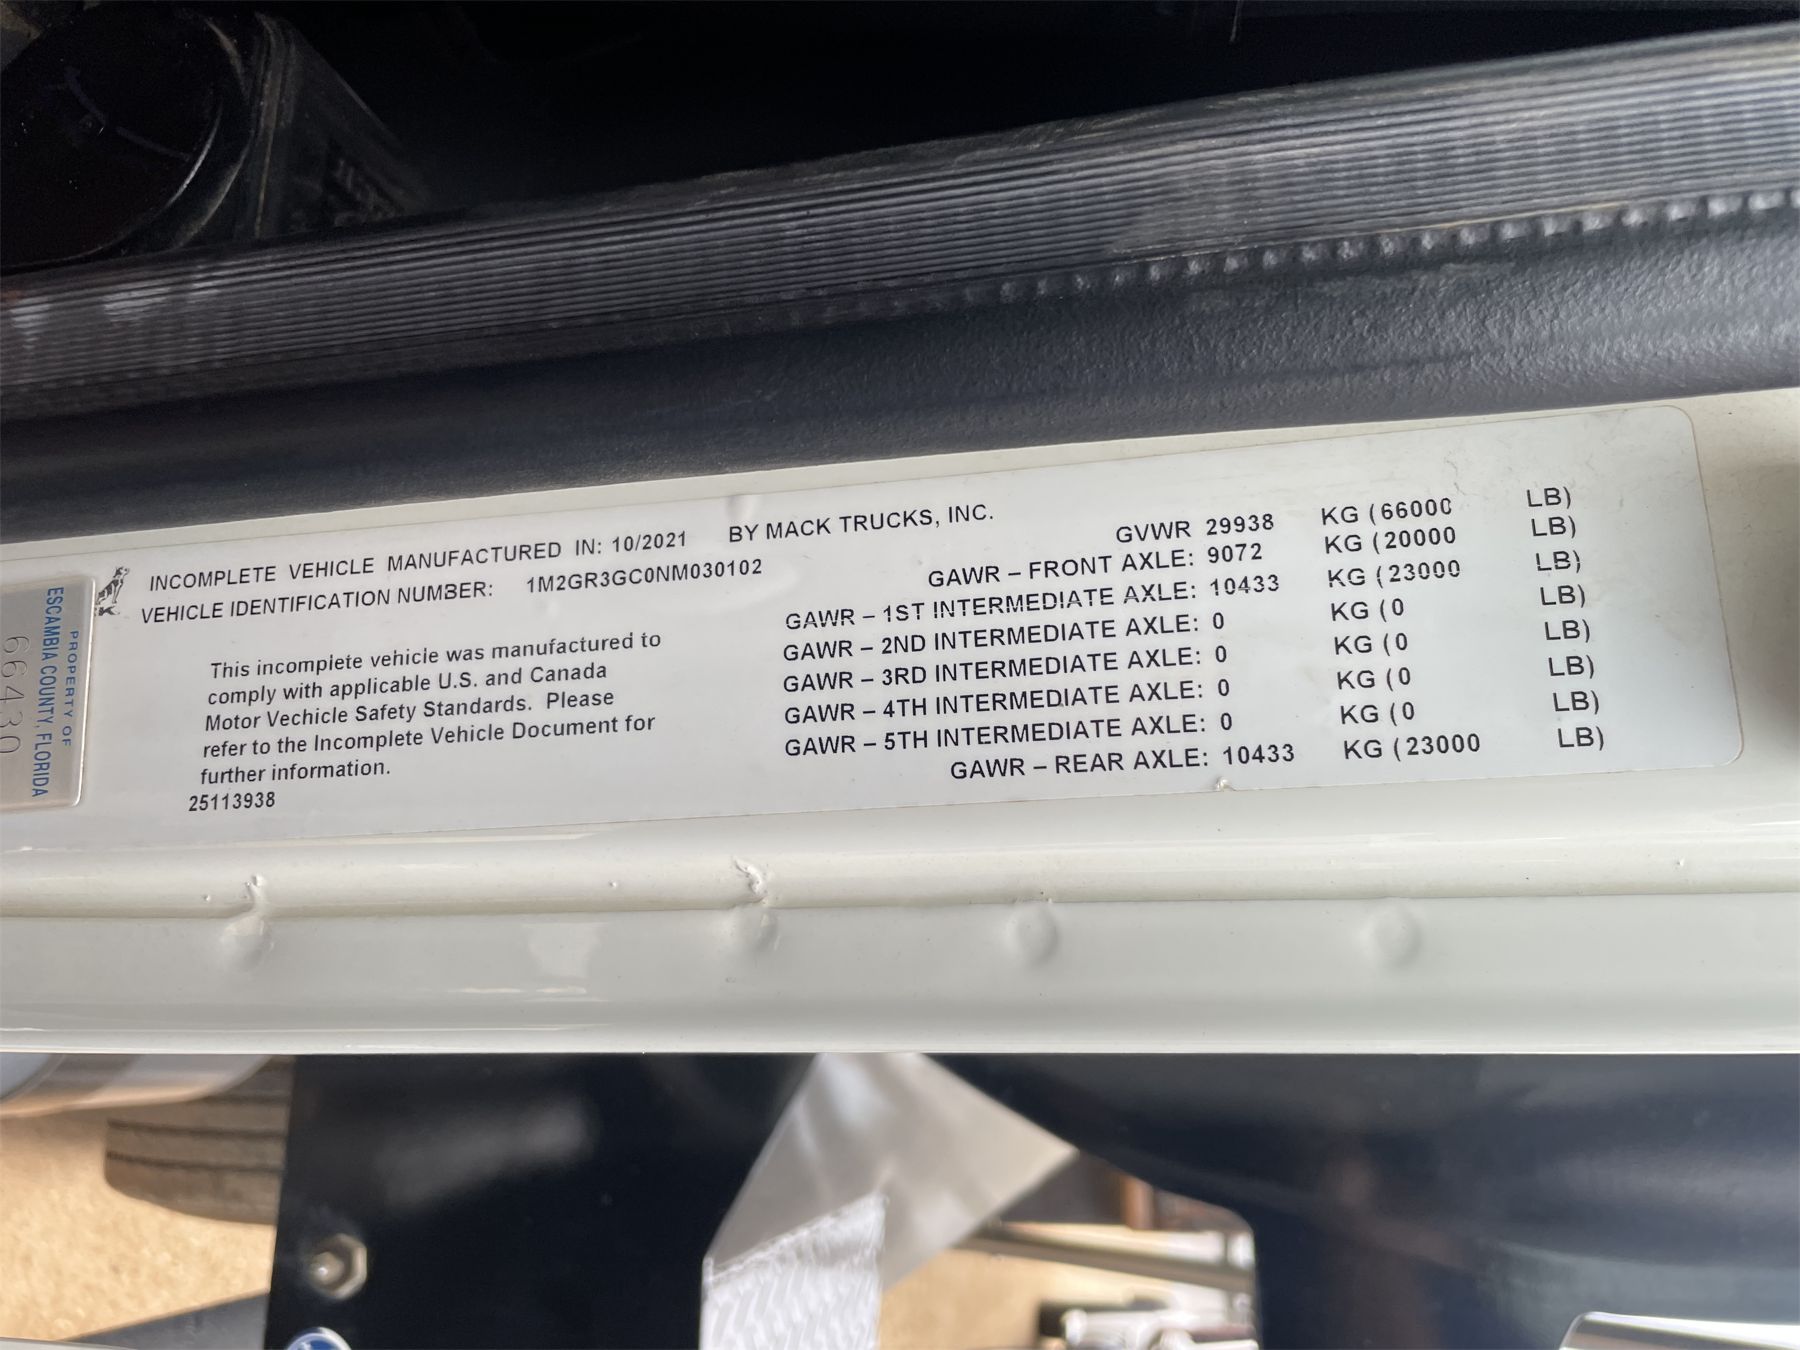 INCOMPLETE VEHICLE MANUFACTURED IN: 10/2021 BY MACK TRUCKS, INC.
VEHICLE IDENTIFICATION NUMBER: 1M2GR3GC0NM030102
This incomplete vehicle was manufactured to
comply with applicable U.S. and Canada
Motor Vechicle Safety Standards. Please
refer to the Incomplete Vehicle Document for
further information.
25113938
GVWR 29938 KG (66000 LB)
GAWR – FRONT AXLE: 9072 KG (20000 LB)
GAWR – 1ST INTERMEDIATE AXLE: 10433 KG (23000 LB)
GAWR – 2ND INTERMEDIATE AXLE: 0 KG (0 LB)
GAWR – 3RD INTERMEDIATE AXLE: 0 KG (0 LB)
GAWR – 4TH INTERMEDIATE AXLE: 0 KG (0 LB)
GAWR – 5TH INTERMEDIATE AXLE: 0 KG (0 LB)
GAWR – REAR AXLE: 10433 KG (23000 LB)
PROPERTY OF
ESCAMBIA COUNTY, FLORIDA
66430